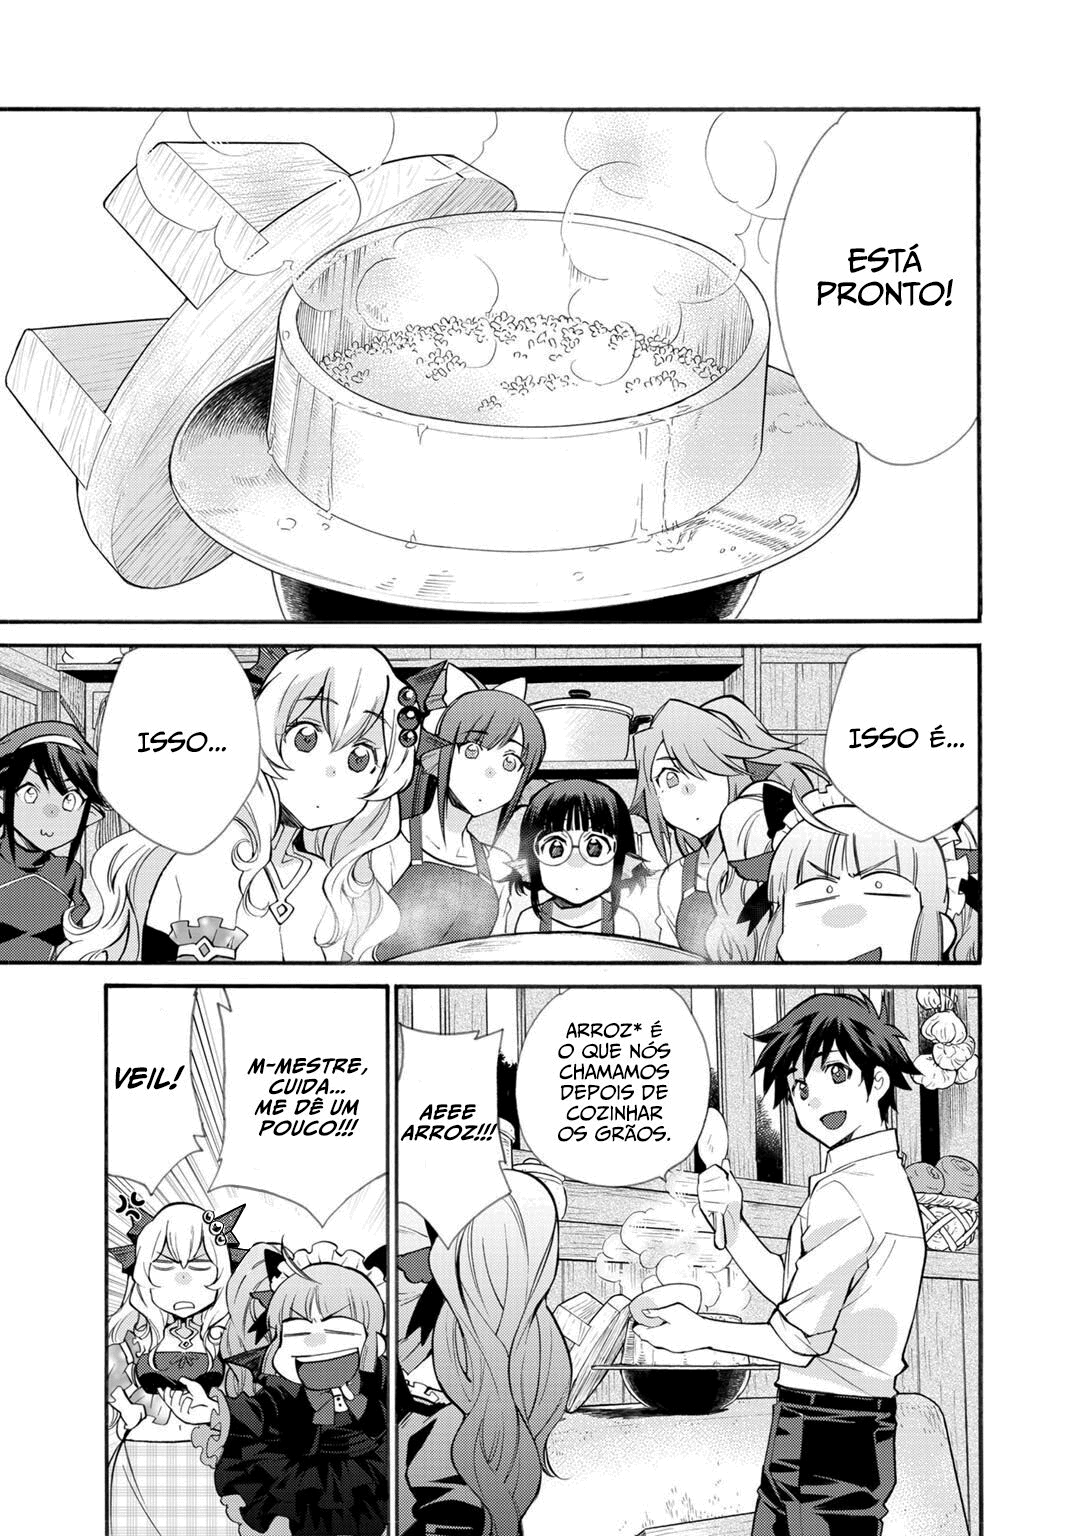 ESTÁ
PRONTO!
ISSO É...
ISSO...
ARROZ* É
O QUE NÓS
CHAMAMOS
DEPOIS DE
COZINHAR
OS GRÃOS.
AEEE
ARROZ!!!
M-MESTRE,
CUIDA...
ME DÊ UM
POUCO!!!
VEIL!